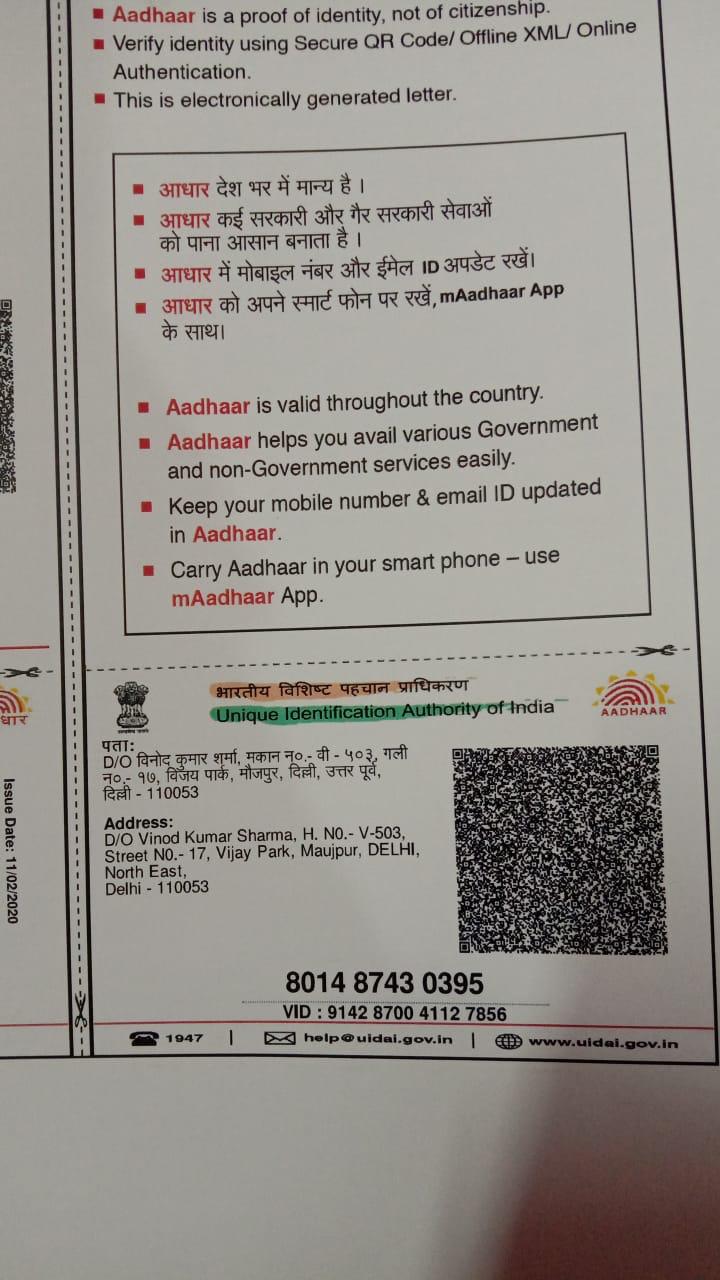 Aadhaar is a proof of identity, not of citizenship.
Verify identity using Secure QR Code/ Offline XML/ Online
Authentication.
This is electronically generated letter.
आधार देश भर में मान्य है ।
आधार कई सरकारी और गैर सरकारी सेवाओं
को पाना आसान बनाता है ।
आधार में मोबाइल नंबर और ईमेल ID अपडेट रखें।
आधार को अपने स्मार्ट फोन पर रखें, mAadhaar App
के साथ।
Aadhaar is valid throughout the country.
Aadhaar helps you avail various Government
and non-Government services easily.
Keep your mobile number & email ID updated
in Aadhaar.
Carry Aadhaar in your smart phone – use
mAadhaar App.
भारतीय विशिष्ट पहचान प्राधिकरण
Unique Identification Authority of India
AADHAAR
पता:
D/O विनोद कुमार शर्मा, मकान न०.- वी - ५०३, गली
न०.- १७, विजय पार्क, मौजपुर, दिल्ली, उत्तर पूर्व,
दिल्ली - 110053
Address:
D/O Vinod Kumar Sharma, H. N0.- V-503,
Street N0.- 17, Vijay Park, Maujpur, DELHI,
North East,
Delhi - 110053
8014 8743 0395
VID : 9142 8700 4112 7856
1947 | help@uidai.gov.in | www.uidai.gov.in
धार
Issue Date: 11/02/2020